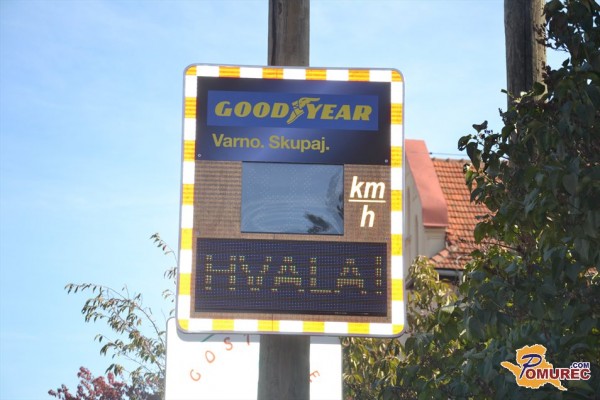 GOODYEAR
Varno. Skupaj.
km
h
HVALA!
POMUREC.COM